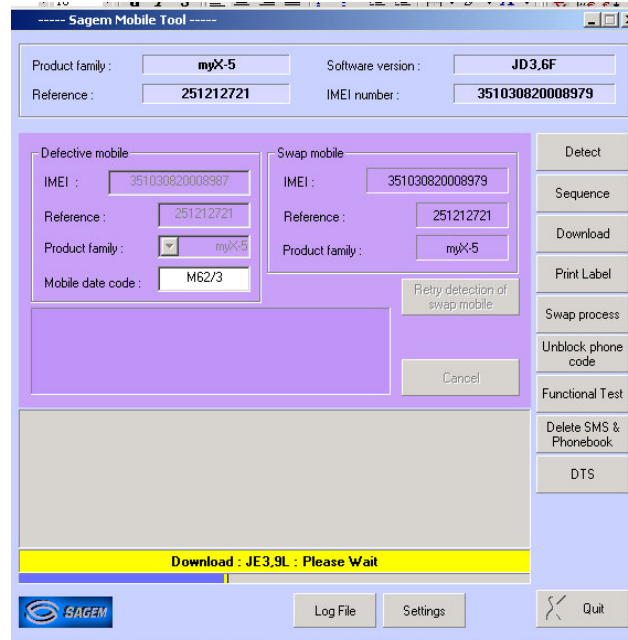 ----- Sagem Mobile Tool -----
Product family : myX-5 Software version : JD3,6F
Reference : 251212721 IMEI number : 351030820008979
Defective mobile
IMEI : 351030820008987
Reference : 251212721
Product family : myX-5
Mobile date code : M62/3
Swap mobile
IMEI : 351030820008979
Reference : 251212721
Product family : myX-5
Retry detection of
swap mobile
Cancel
Detect
Sequence
Download
Print Label
Swap process
Unblock phone
code
Functional Test
Delete SMS &
Phonebook
DTS
Download : JE3,9L : Please Wait
SAGEM
Log File
Settings
Quit